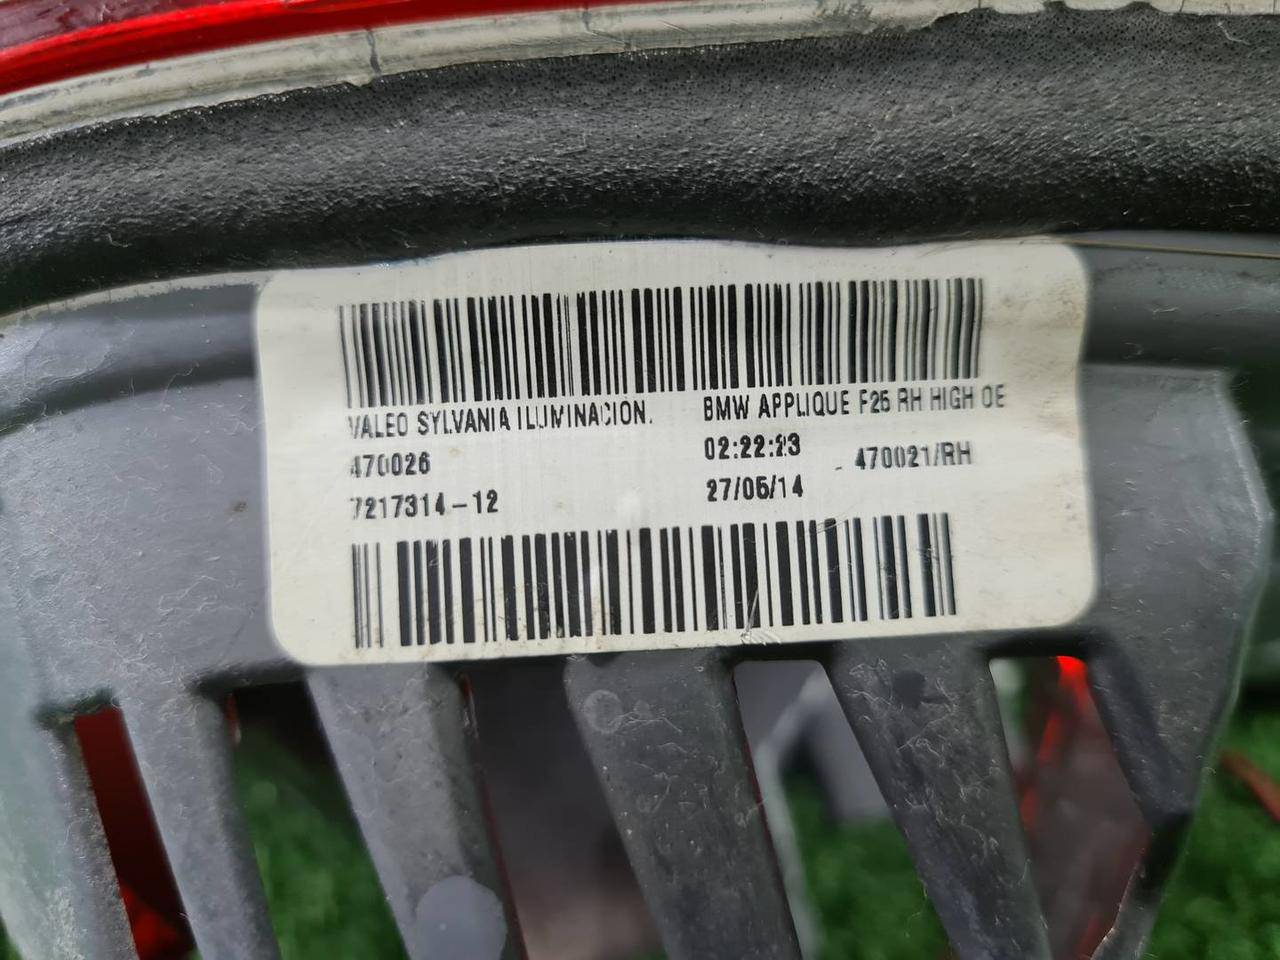 VALEO SYLVANIA ILUMINACION. BMW APPLIQUE F25 RH HIGH OE
470026 02:22:23 470021/RH
7217314-12 27/05/14